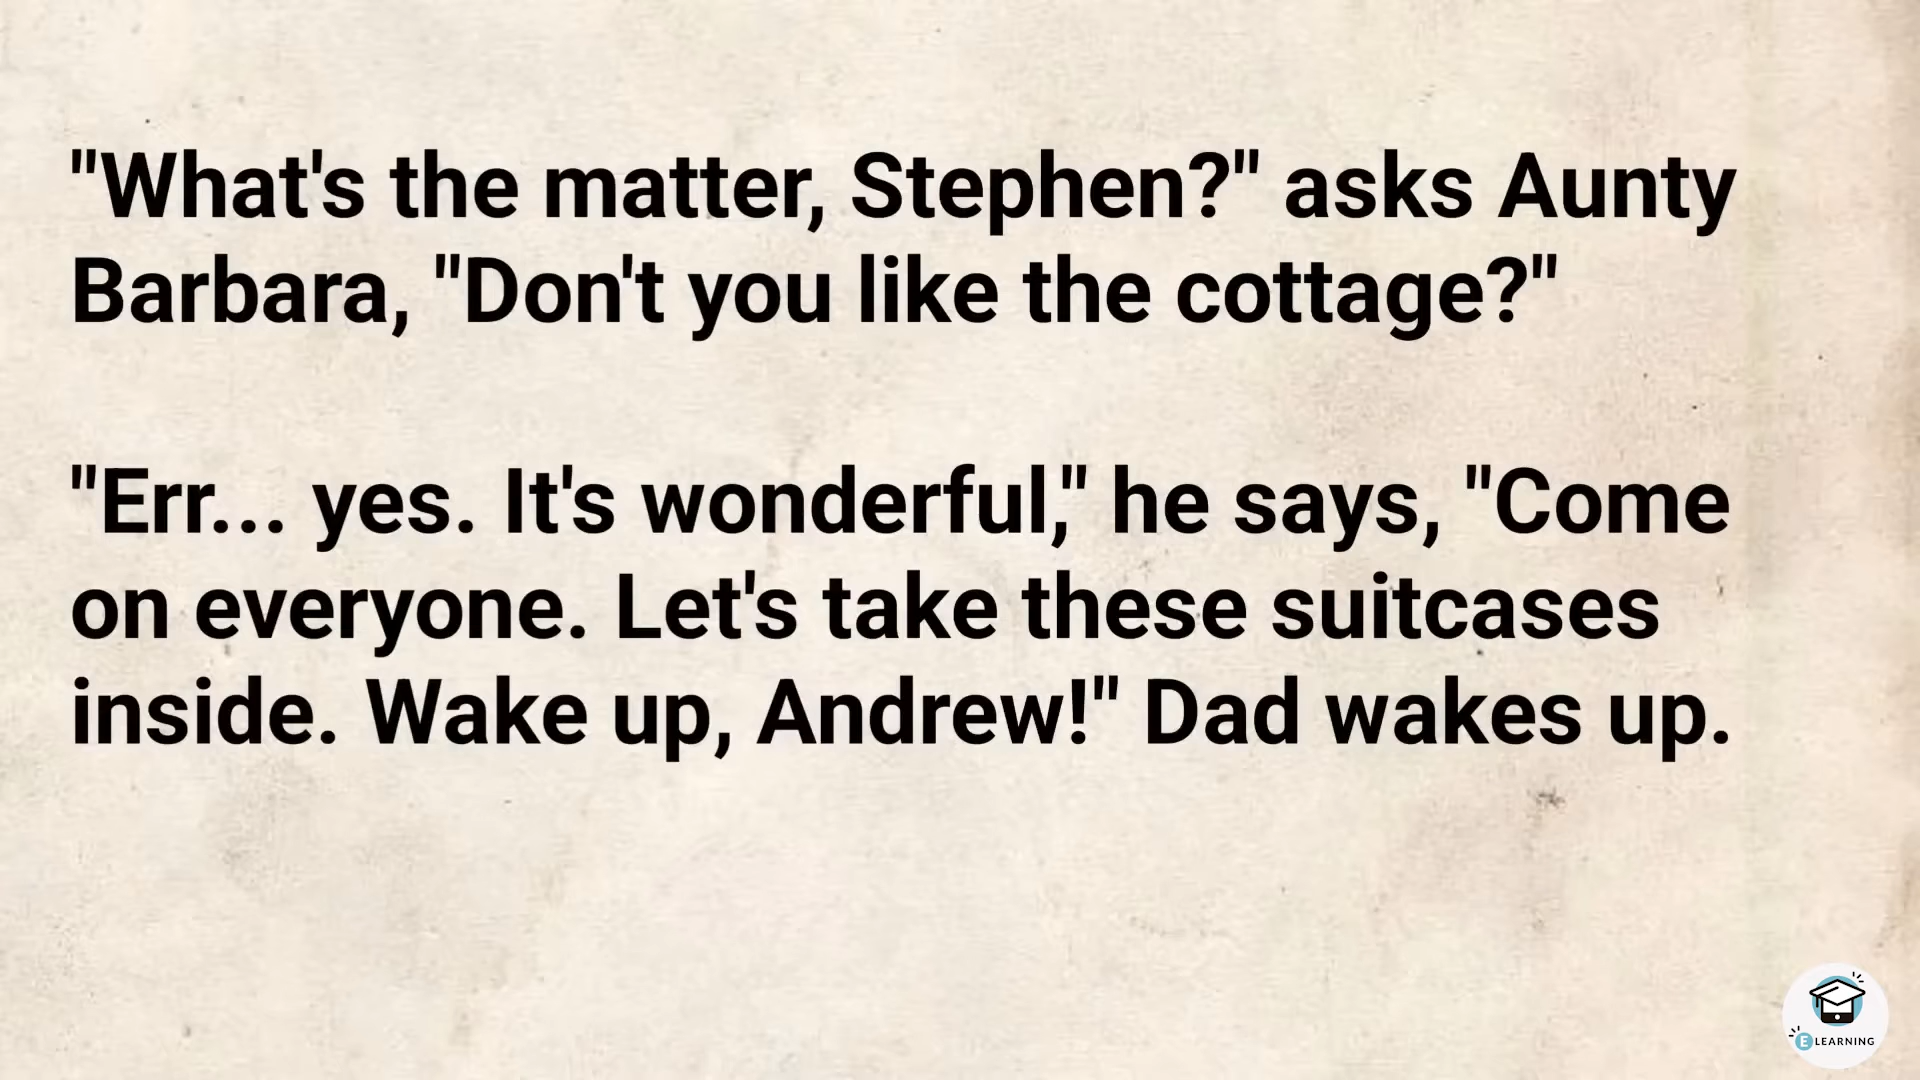 "What's the matter, Stephen?" asks Aunty
Barbara, "Don't you like the cottage?"
"Err... yes. It's wonderful," he says, "Come
on everyone. Let's take these suitcases
inside. Wake up, Andrew!" Dad wakes up.
E LEARNING